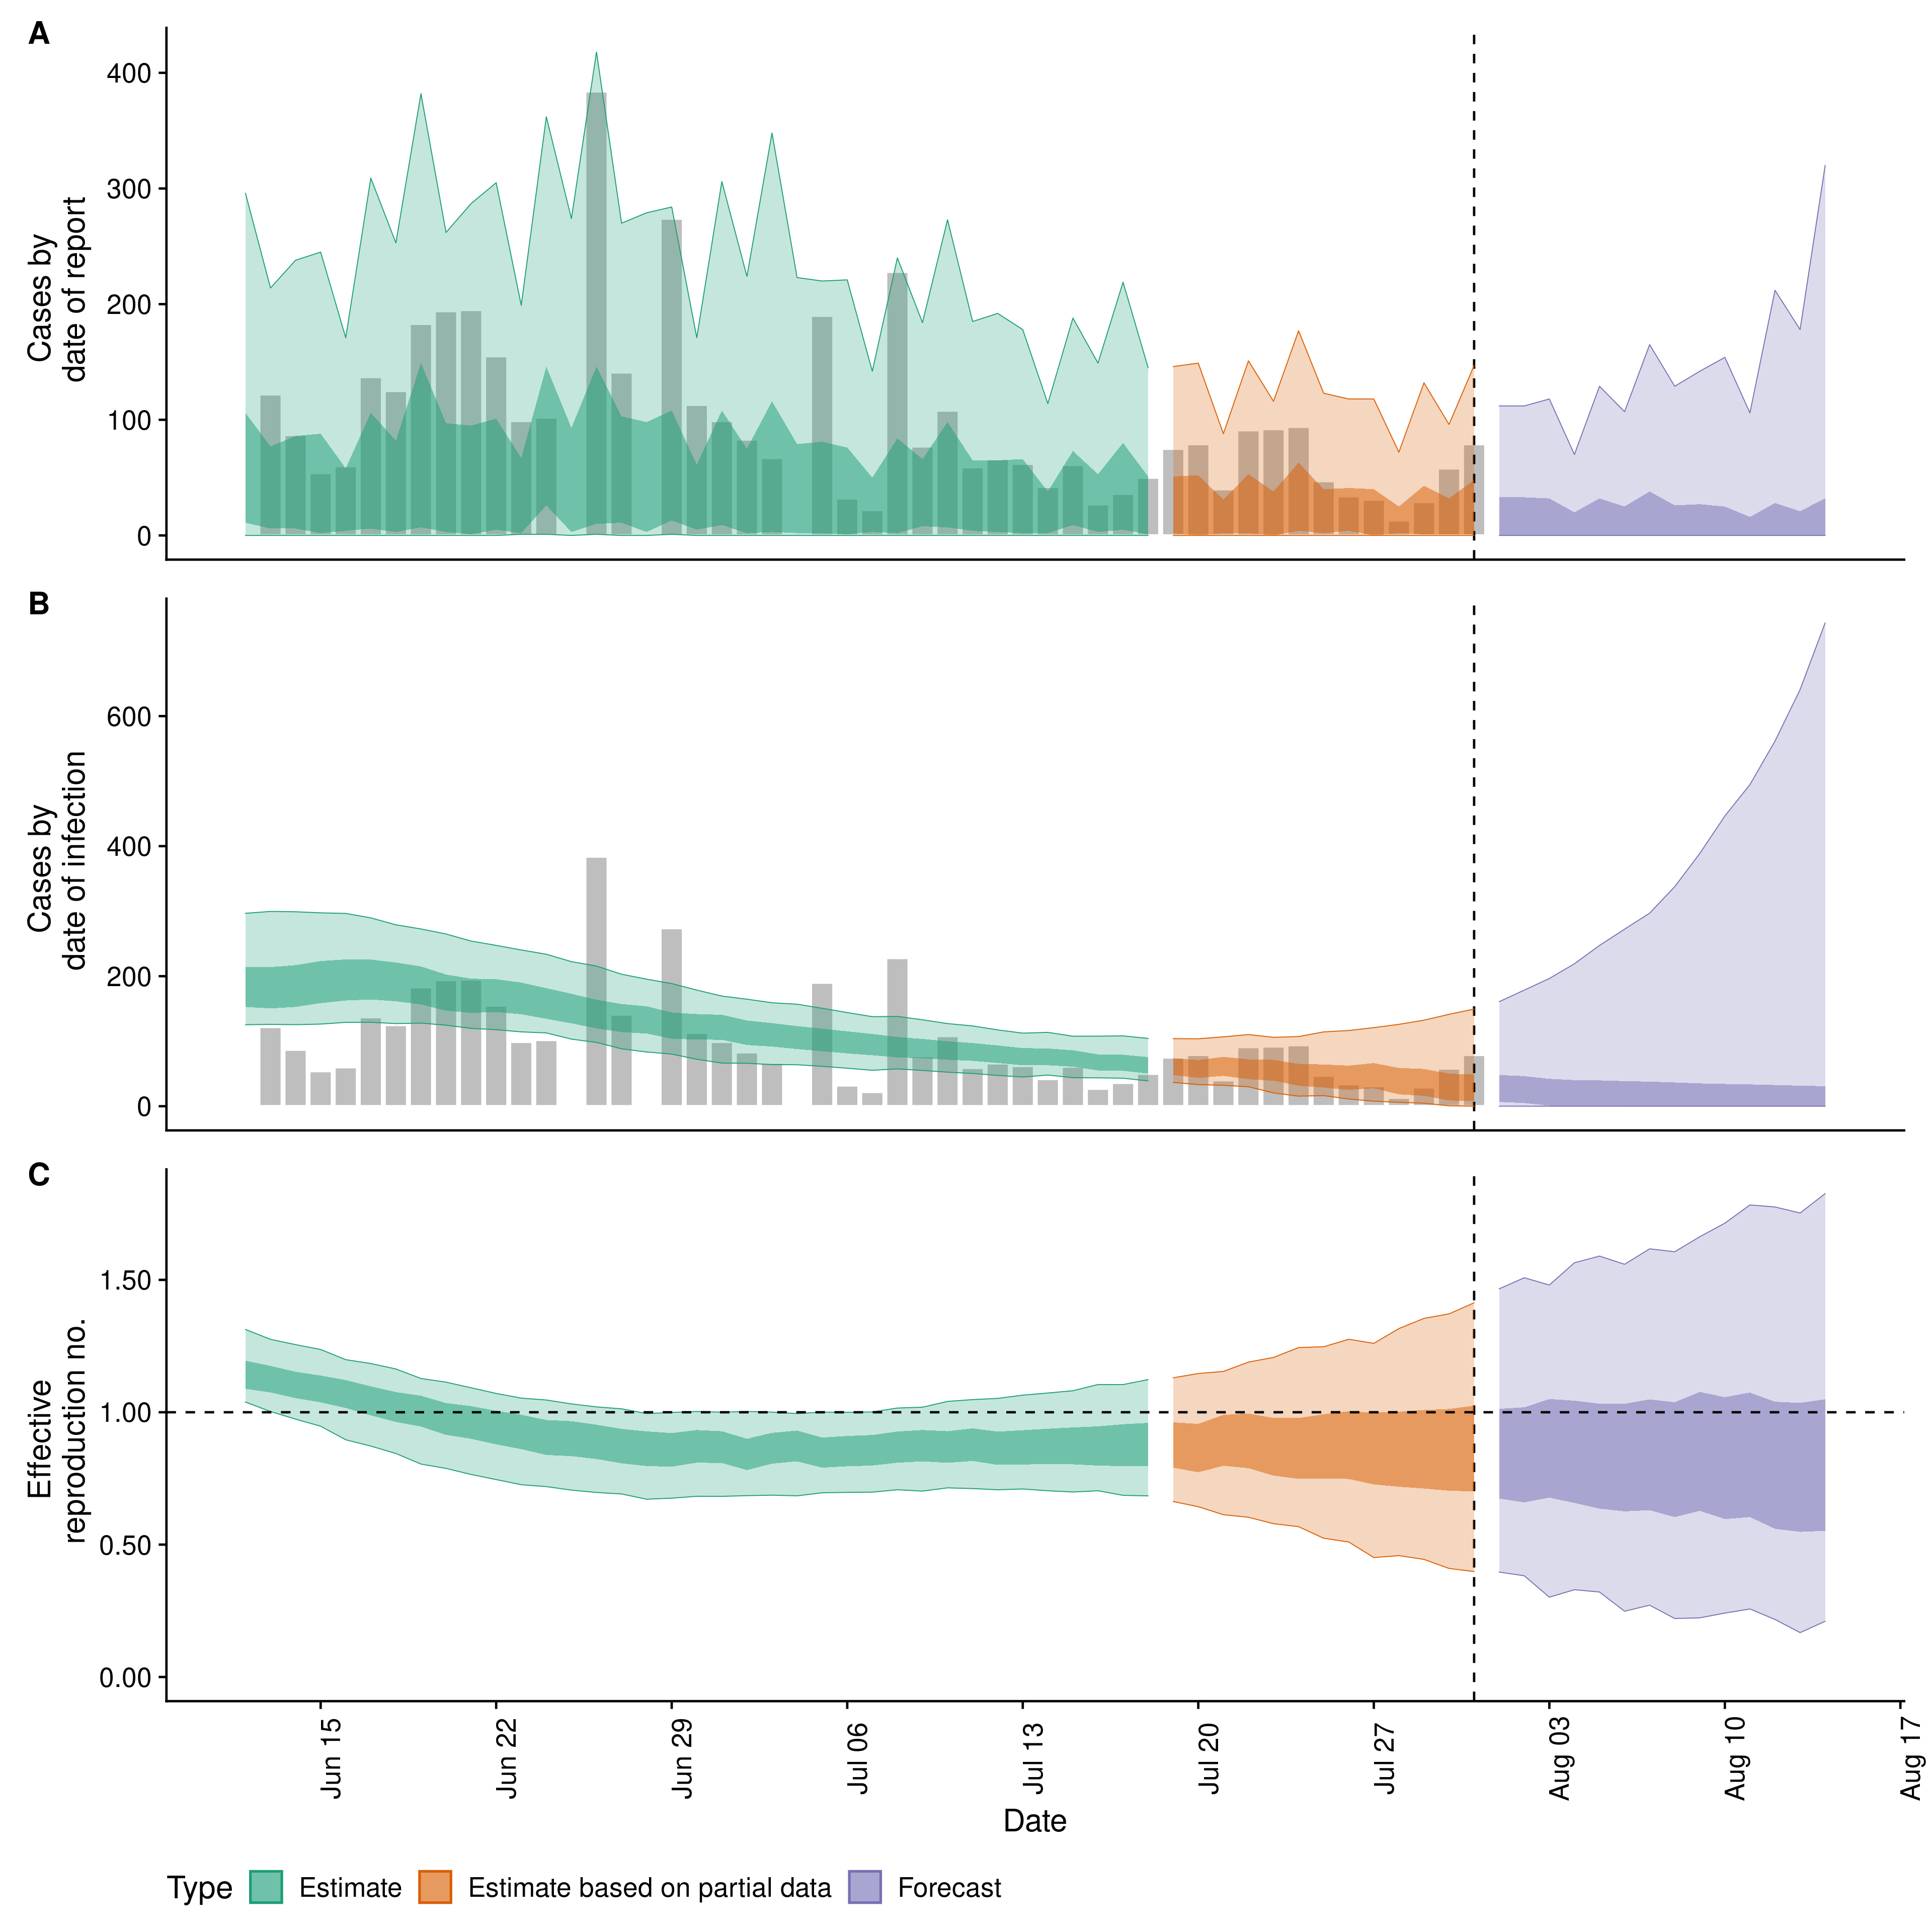 A
Cases by
date of report
400
300
200
100
0
B
Cases by
date of infection
600
400
200
0
C
Effective
reproduction no.
1.50
1.00
0.50
0.00
Jun 15
Jun 22
Jun 29
Jul 06
Jul 13
Jul 20
Jul 27
Aug 03
Aug 10
Aug 17
Date
Type Estimate Estimate based on partial data Forecast